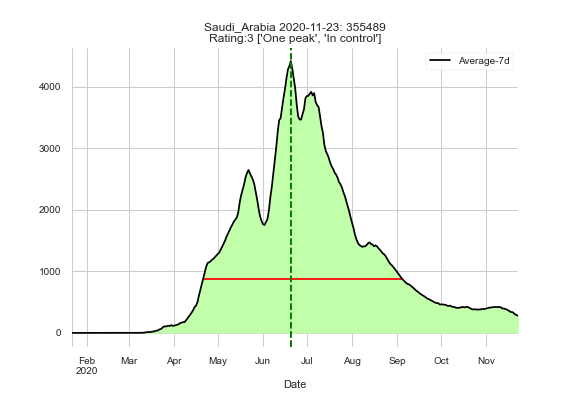 Saudi_Arabia 2020-11-23: 355489
Rating:3 ['One peak', 'In control']
Average-7d
4000
3000
2000
1000
0
Feb Mar Apr May Jun Jul Aug Sep Oct Nov
2020
Date